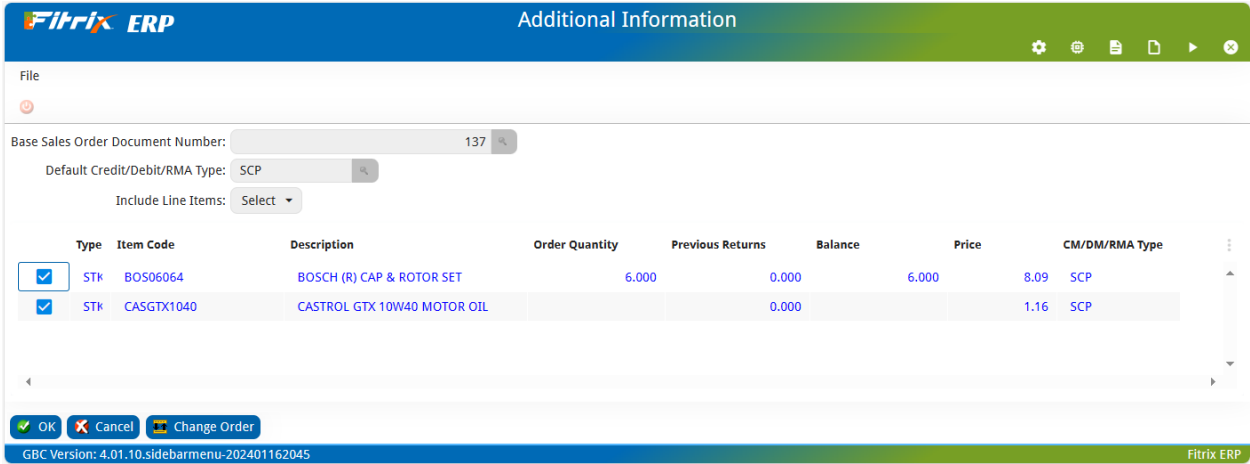 Fitrix ERP Additional Information
File
Base Sales Order Document Number: 137
Default Credit/Debit/RMA Type: SCP
Include Line Items: Select
Type Item Code Description Order Quantity Previous Returns Balance Price CM/DM/RMA Type
STK BOS06064 BOSCH (R) CAP & ROTOR SET 6.000 0.000 6.000 8.09 SCP
STK CASGTX1040 CASTROL GTX 10W40 MOTOR OIL 0.000 1.16 SCP
OK Cancel Change Order
GBC Version: 4.01.10.sidebarmenu-202401162045 Fitrix ERP